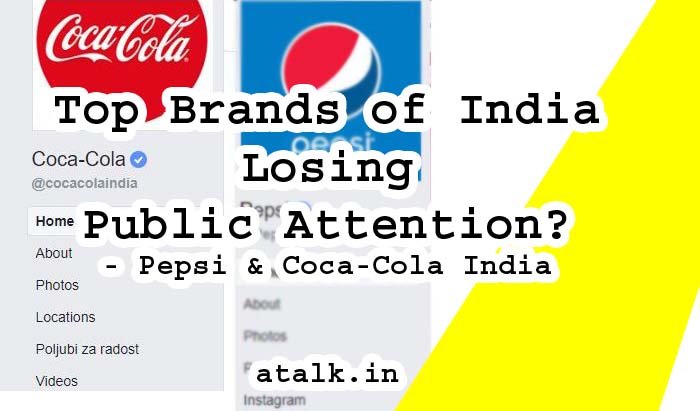 Coca-Cola
pepsi
Top Brands of India
Losing
Public Attention?
- Pepsi & Coca-Cola India
atalk.in
Coca-Cola
@cocacolaindia
Home
About
Photos
Locations
Poljubi za radost
Videos
About
Photos
Instagram